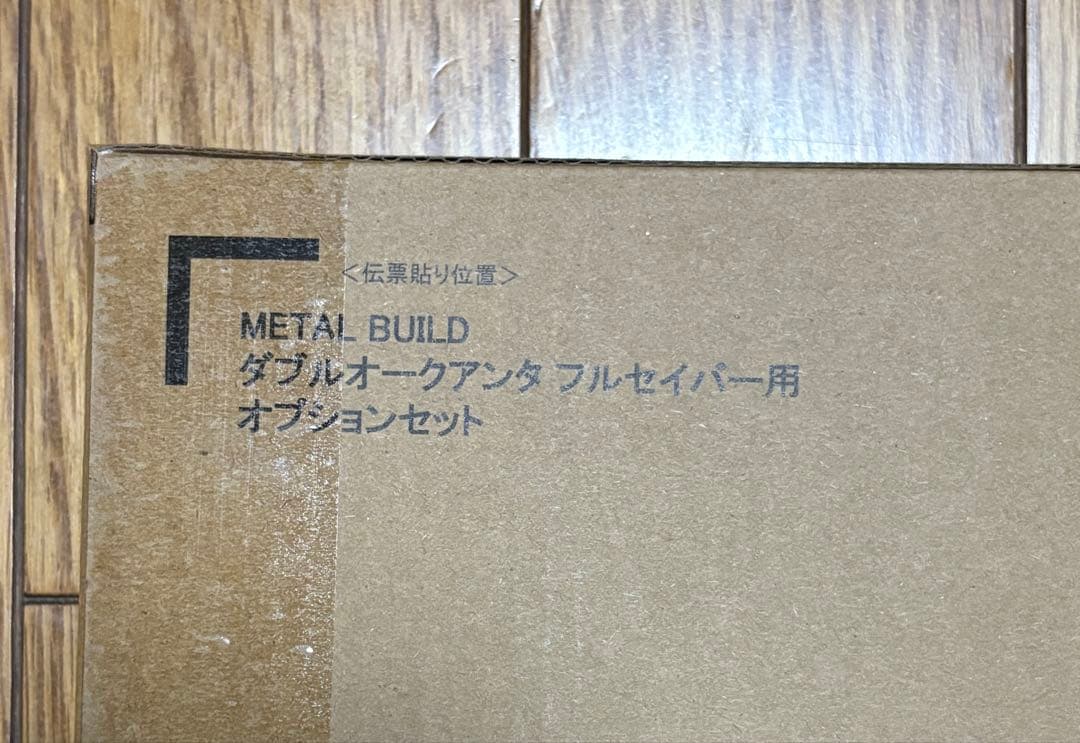 ＜伝票貼り位置＞
METAL BUILD
ダブルオークアンタ フルセイバー用
オプションセット